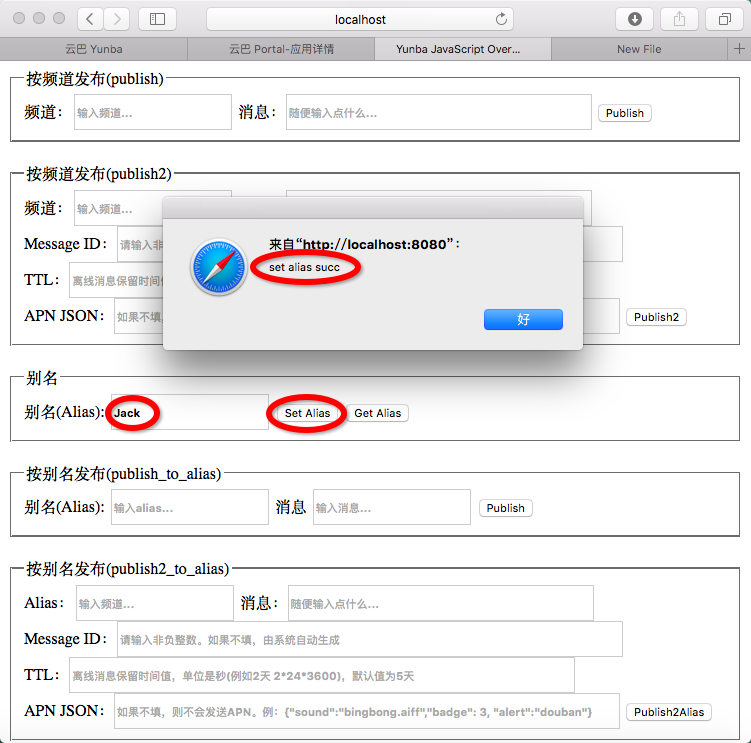 localhost
云巴 Yunba
云巴 Portal-应用详情
Yunba JavaScript Over...
New File
按频道发布(publish)
频道： 输入频道... 消息： 随便输入点什么... Publish
按频道发布(publish2)
频道： 输入频道...
来自“http://localhost:8080”：
set alias succ
好
Message ID： 请输入非
TTL： 离线消息保留时间
APN JSON： 如果不填, Publish2
别名
别名(Alias): Jack Set Alias Get Alias
按别名发布(publish_to_alias)
别名(Alias): 输入alias... 消息 输入消息... Publish
按别名发布(publish2_to_alias)
Alias： 输入频道... 消息： 随便输入点什么...
Message ID： 请输入非负整数。如果不填，由系统自动生成
TTL： 离线消息保留时间值，单位是秒(例如2天 2*24*3600)，默认值为5天
APN JSON： 如果不填，则不会发送APN。例：{"sound":"bingbong.aiff","badge": 3, "alert":"douban"} Publish2Alias